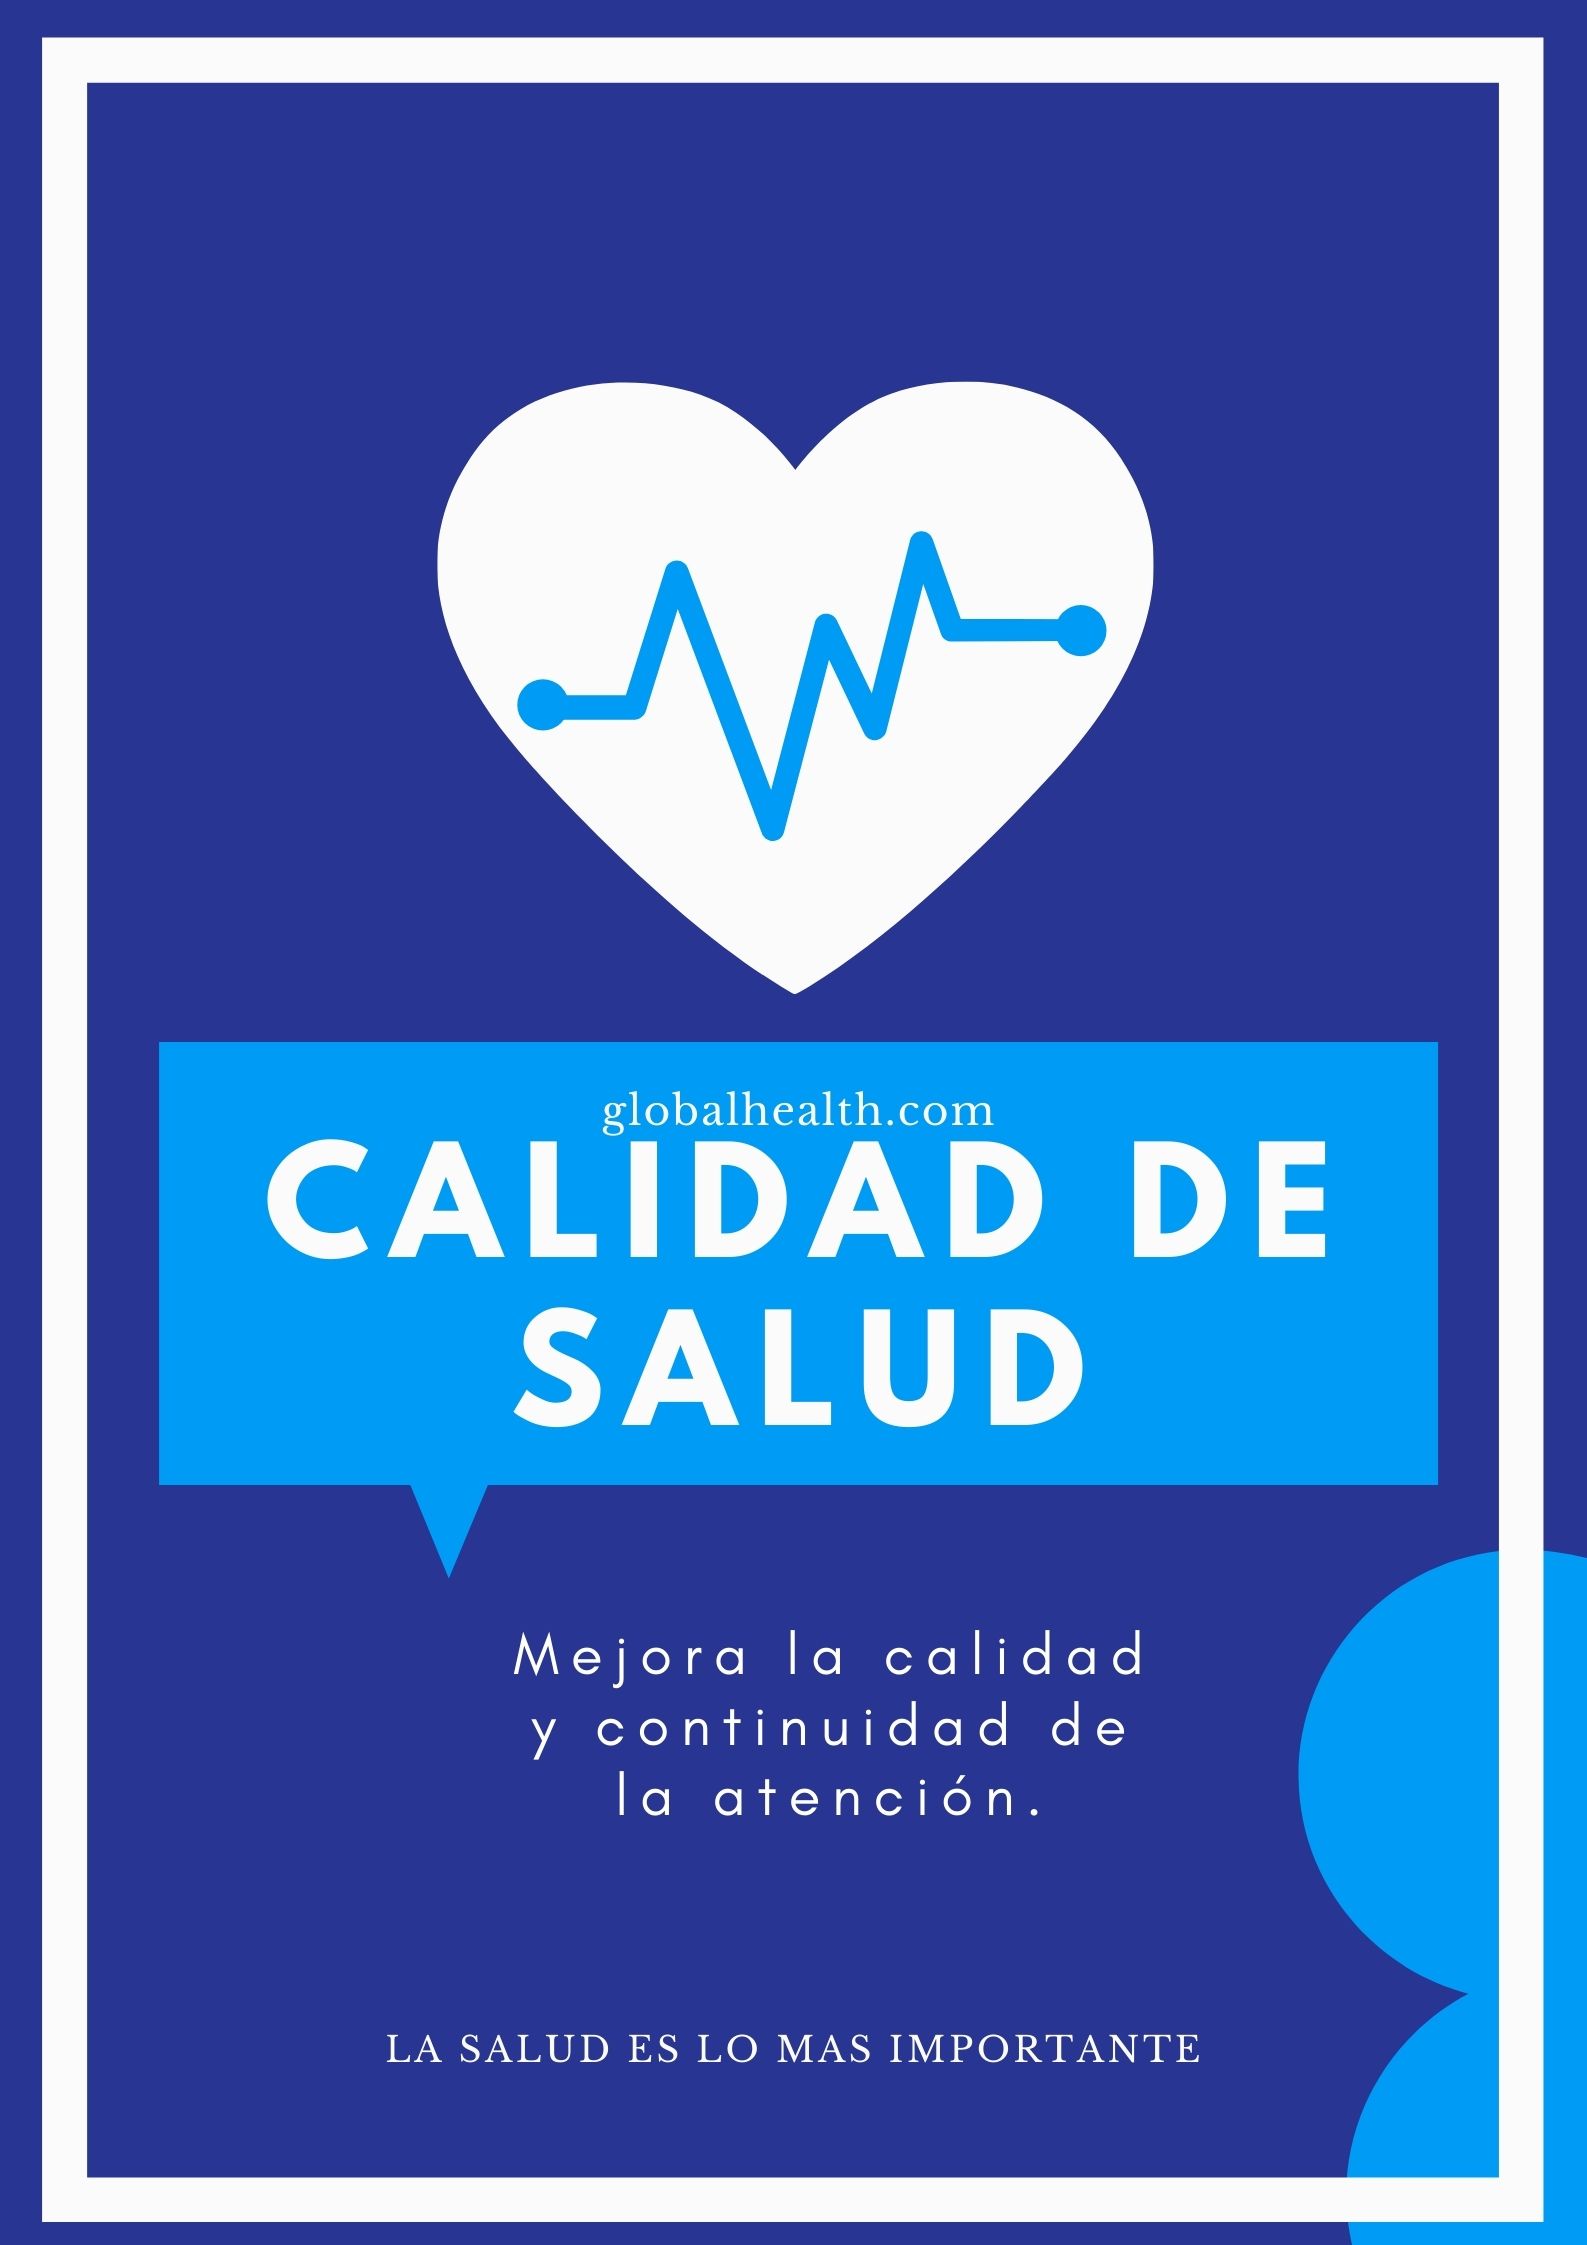 globalhealth.com
CALIDAD DE
SALUD
Mejora la calidad
y continuidad de
la atención.
LA SALUD ES LO MAS IMPORTANTE